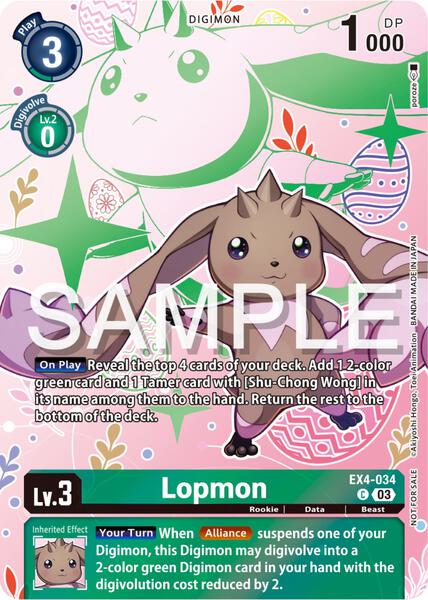 DIGIMON
Play
3
1000
DP
Digivolve
Lv.2
0
poroze
SAMPLE
On Play Reveal the top 4 cards of your deck. Add 1 2-color
green card and 1 Tamer card with [Shu-Chong Wong] in
its name among them to the hand. Return the rest to the
bottom of the deck.
©Akiyoshi Hongo, Toei Animation BANDAI MADE IN JAPAN
NOT FOR SALE
Lv.3
Lopmon
EX4-034
C 03
Rookie | Data | Beast
Inherited Effect
Your Turn When Alliance suspends one of your
Digimon, this Digimon may digivolve into a
2-color green Digimon card in your hand with the
digivolution cost reduced by 2.